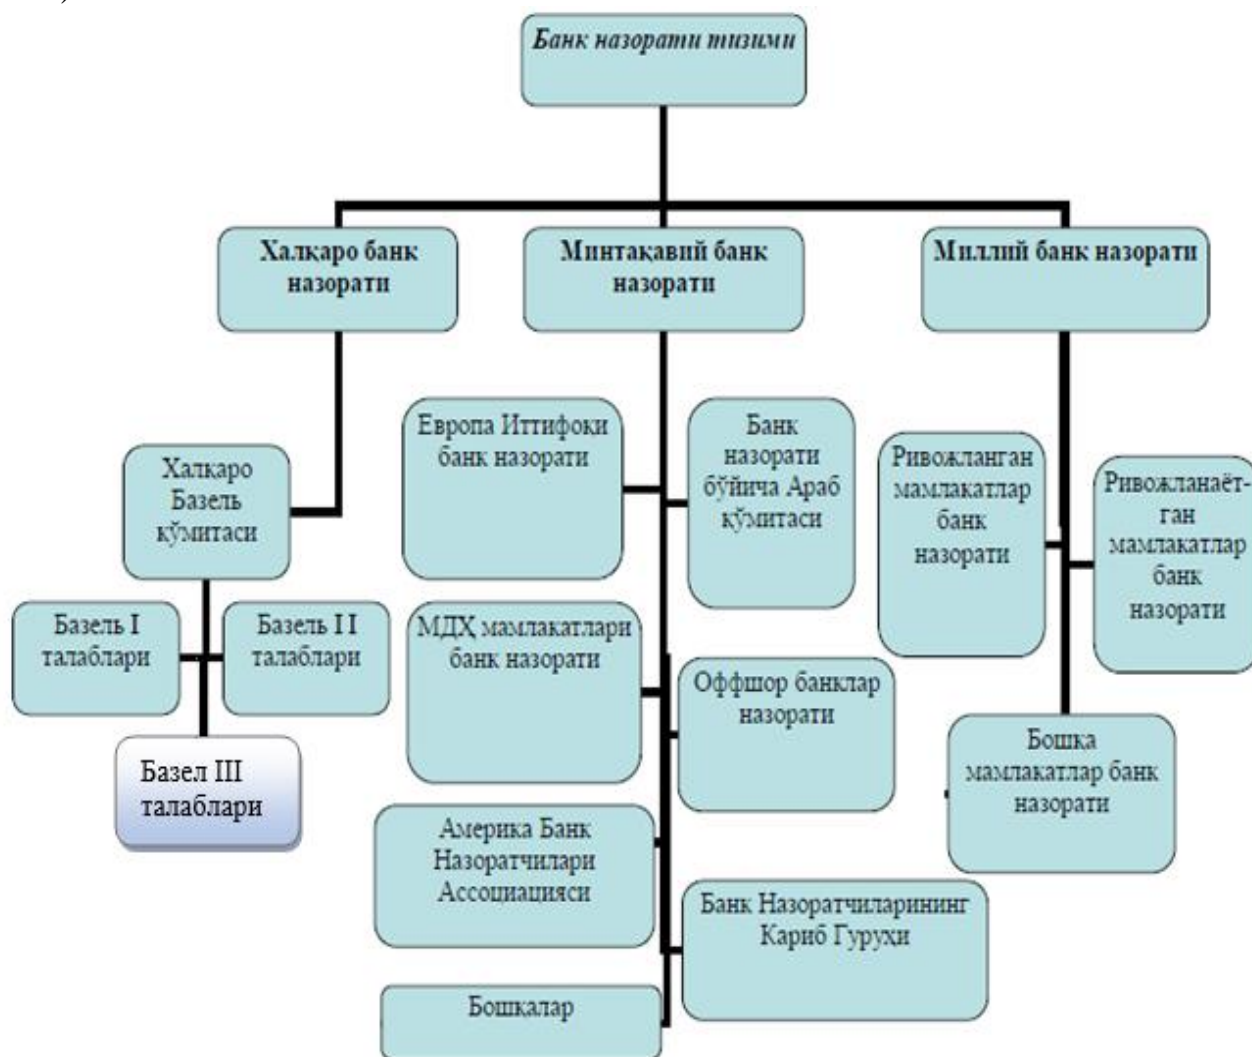 )
Банк назорати тизими
Халқаро банк
назорати
Минтақавий банк
назорати
Миллий банк назорати
Халқаро
Базель
қўмитаси
Базель I
талаблари
Базель II
талаблари
Базел III
талаблари
Европа Иттифоқи
банк назорати
Банк
назорати
бўйича Араб
қўмитаси
МДҲ мамлакатлари
банк назорати
Оффшор банклар
назорати
Америка Банк
Назоратчилари
Ассоциацияси
Банк Назоратчиларининг
Кариб Гуруҳи
Бошқалар
Ривожланган
мамлакатлар
банк
назорати
Ривожланаёт-
ган
мамлакатлар
банк
назорати
Бошқа
мамлакатлар банк
назорати